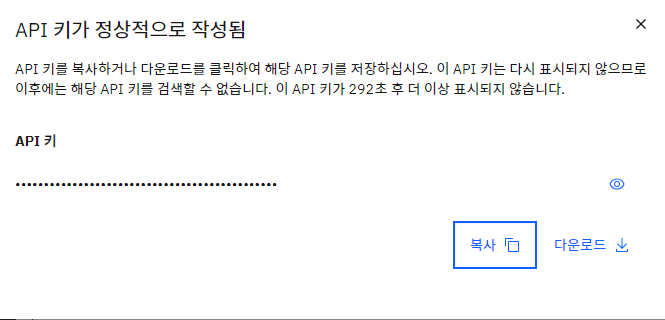 API 키가 정상적으로 작성됨
API 키를 복사하거나 다운로드를 클릭하여 해당 API 키를 저장하십시오. 이 API 키는 다시 표시되지 않으므로
이후에는 해당 API 키를 검색할 수 없습니다. 이 API 키가 292초 후 더 이상 표시되지 않습니다.
API 키
••••••••••••••••••••••••••••••••••••••••••••
복사
다운로드